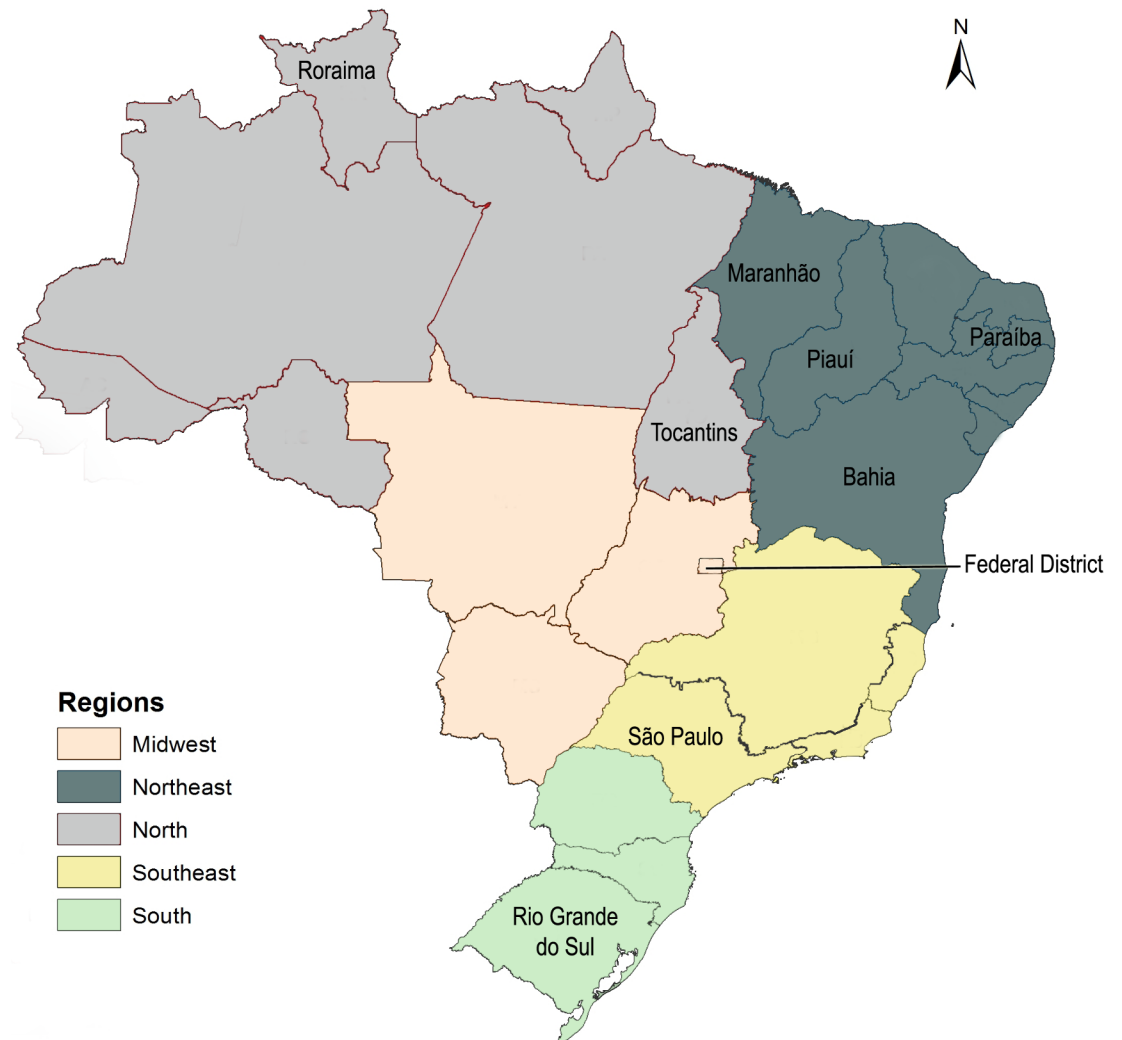 N
Roraima
Maranhão
Paraíba
Piauí
Tocantins
Bahia
Federal District
São Paulo
Rio Grande
do Sul
Regions
Midwest
Northeast
North
Southeast
South